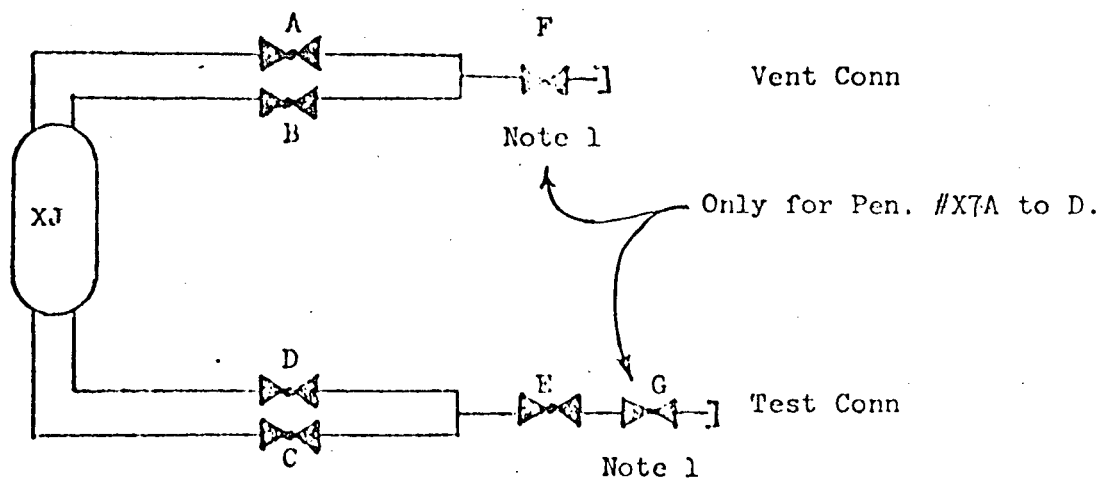 A
F
Vent Conn
B
Note 1
XJ
Only for Pen. #X7A to D.
D
E
G
Test Conn
C
Note 1